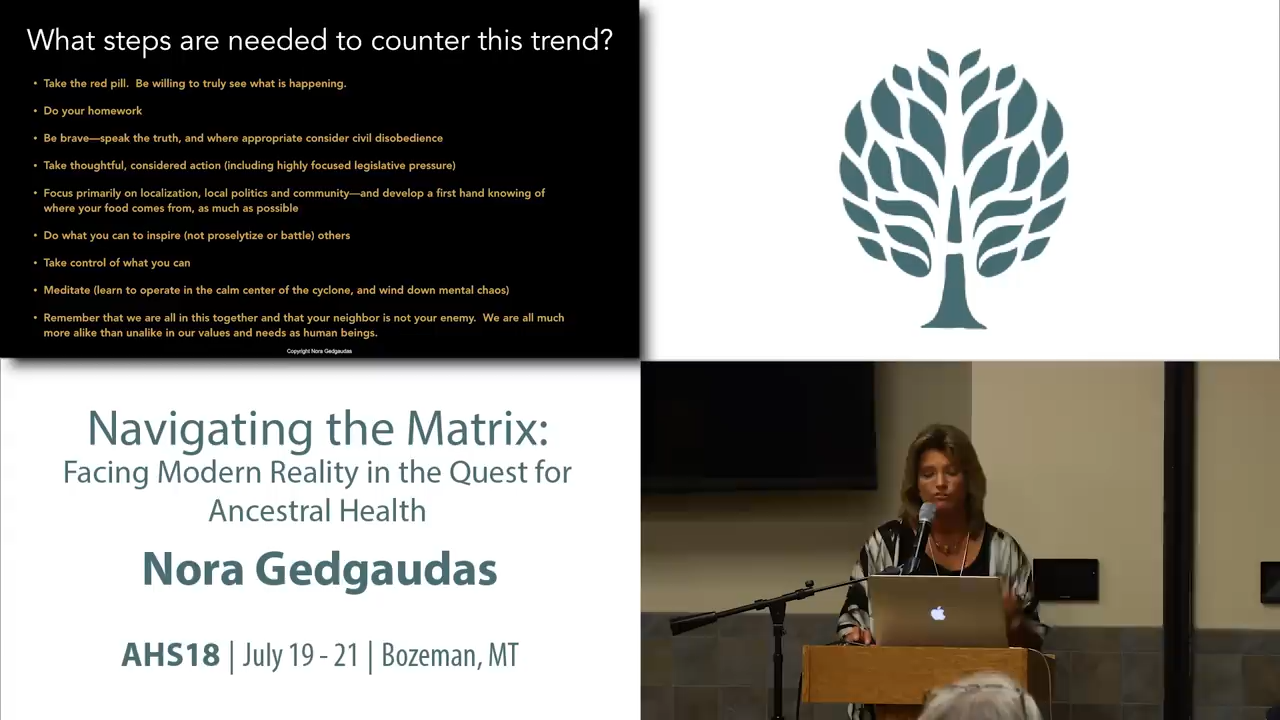 What steps are needed to counter this trend?
• Take the red pill.  Be willing to truly see what is happening.
• Do your homework
• Be brave—speak the truth, and where appropriate consider civil disobedience
• Take thoughtful, considered action (including highly focused legislative pressure)
• Focus primarily on localization, local politics and community—and develop a first hand knowing of
where your food comes from, as much as possible
• Do what you can to inspire (not proselytize or battle) others
• Take control of what you can
• Meditate (learn to operate in the calm center of the cyclone, and wind down mental chaos)
• Remember that we are all in this together and that your neighbor is not your enemy.  We are all much
more alike than unalike in our values and needs as human beings.
Copyright Nora Gedgaudas
Navigating the Matrix:
Facing Modern Reality in the Quest for
Ancestral Health
Nora Gedgaudas
AHS18 | July 19 - 21 | Bozeman, MT